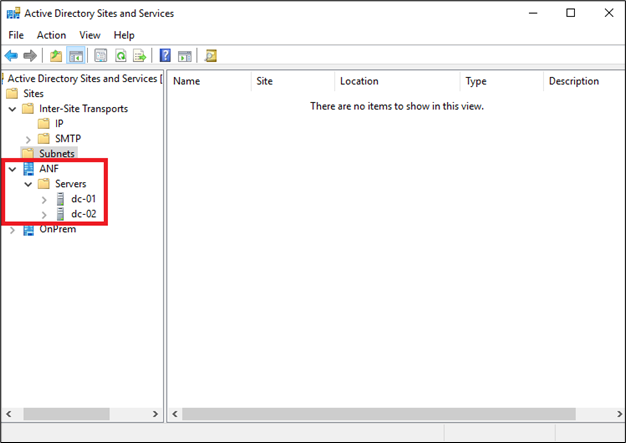 Active Directory Sites and Services
File Action View Help
Active Directory Sites and Services [
Sites
Inter-Site Transports
IP
SMTP
Subnets
ANF
Servers
dc-01
dc-02
OnPrem
Name Site Location Type Description
There are no items to show in this view.